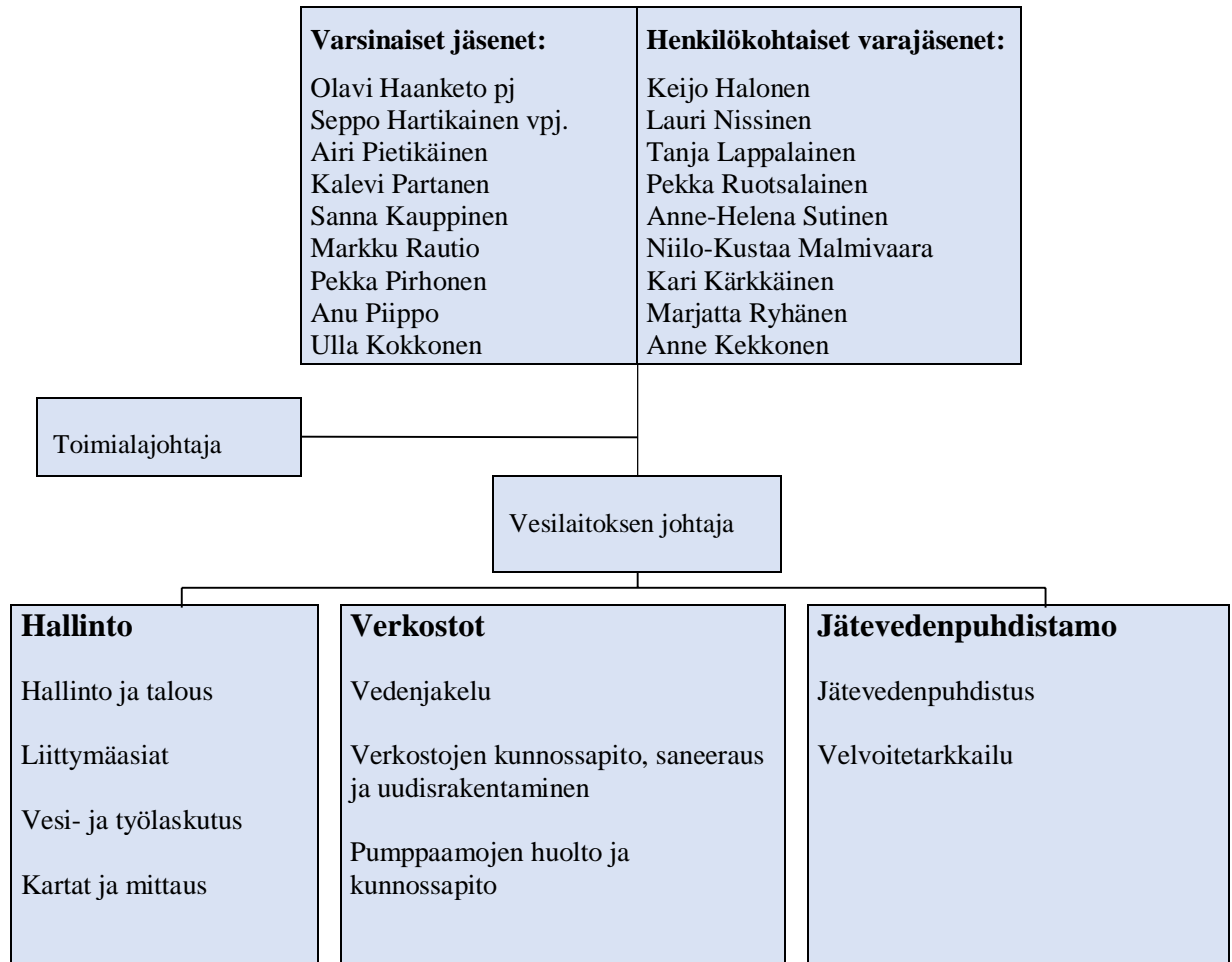 Varsinaiset jäsenet:
Olavi Haanketo pj
Seppo Hartikainen vpj.
Airi Pietikäinen
Kalevi Partanen
Sanna Kauppinen
Markku Rautio
Pekka Pirhonen
Anu Piippo
Ulla Kokkonen
Henkilökohtaiset varajäsenet:
Keijo Halonen
Lauri Nissinen
Tanja Lappalainen
Pekka Ruotsalainen
Anne-Helena Sutinen
Niilo-Kustaa Malmivaara
Kari Kärkkäinen
Marjatta Ryhänen
Anne Kekkonen
Toimialajohtaja
Vesilaitoksen johtaja
Hallinto
Hallinto ja talous
Liittymäasiat
Vesi- ja työlaskutus
Kartat ja mittaus
Verkostot
Vedenjakelu
Verkostojen kunnossapito, saneeraus
ja uudisrakentaminen
Pumppaamojen huolto ja
kunnossapito
Jätevedenpuhdistamo
Jätevedenpuhdistus
Velvoitetarkkailu